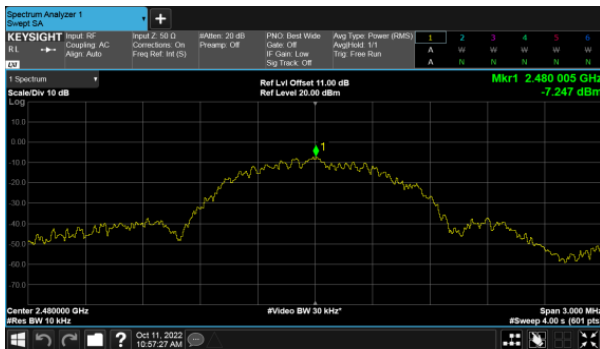 Spectrum Analyzer 1
Swept SA
KEYSIGHT Input: RF Input Z: 50 Ω #Atten: 20 dB PNO: Best Wide Avg Type: Power (RMS) 1 2 3 4 5 6
RL Coupling: AC Corrections: On Preamp: Off Gate: Off Avg|Hold: 1/1 A W W W W W
Align: Auto Freq Ref: Int (S) IF Gain: Low Trig: Free Run
LXI Sig Track: Off A N N N N N
1 Spectrum Ref Lvl Offset 11.00 dB Mkr1 2.480 005 GHz
Scale/Div 10 dB Ref Level 20.00 dBm -7.247 dBm
Log
10.0
0.00
1
-10.0
-20.0
-30.0
-40.0
-50.0
-60.0
-70.0
Center 2.480000 GHz #Video BW 30 kHz* Span 3.000 MHz
#Res BW 10 kHz #Sweep 4.00 s (601 pts
? Oct 11, 2022
10:57:27 AM